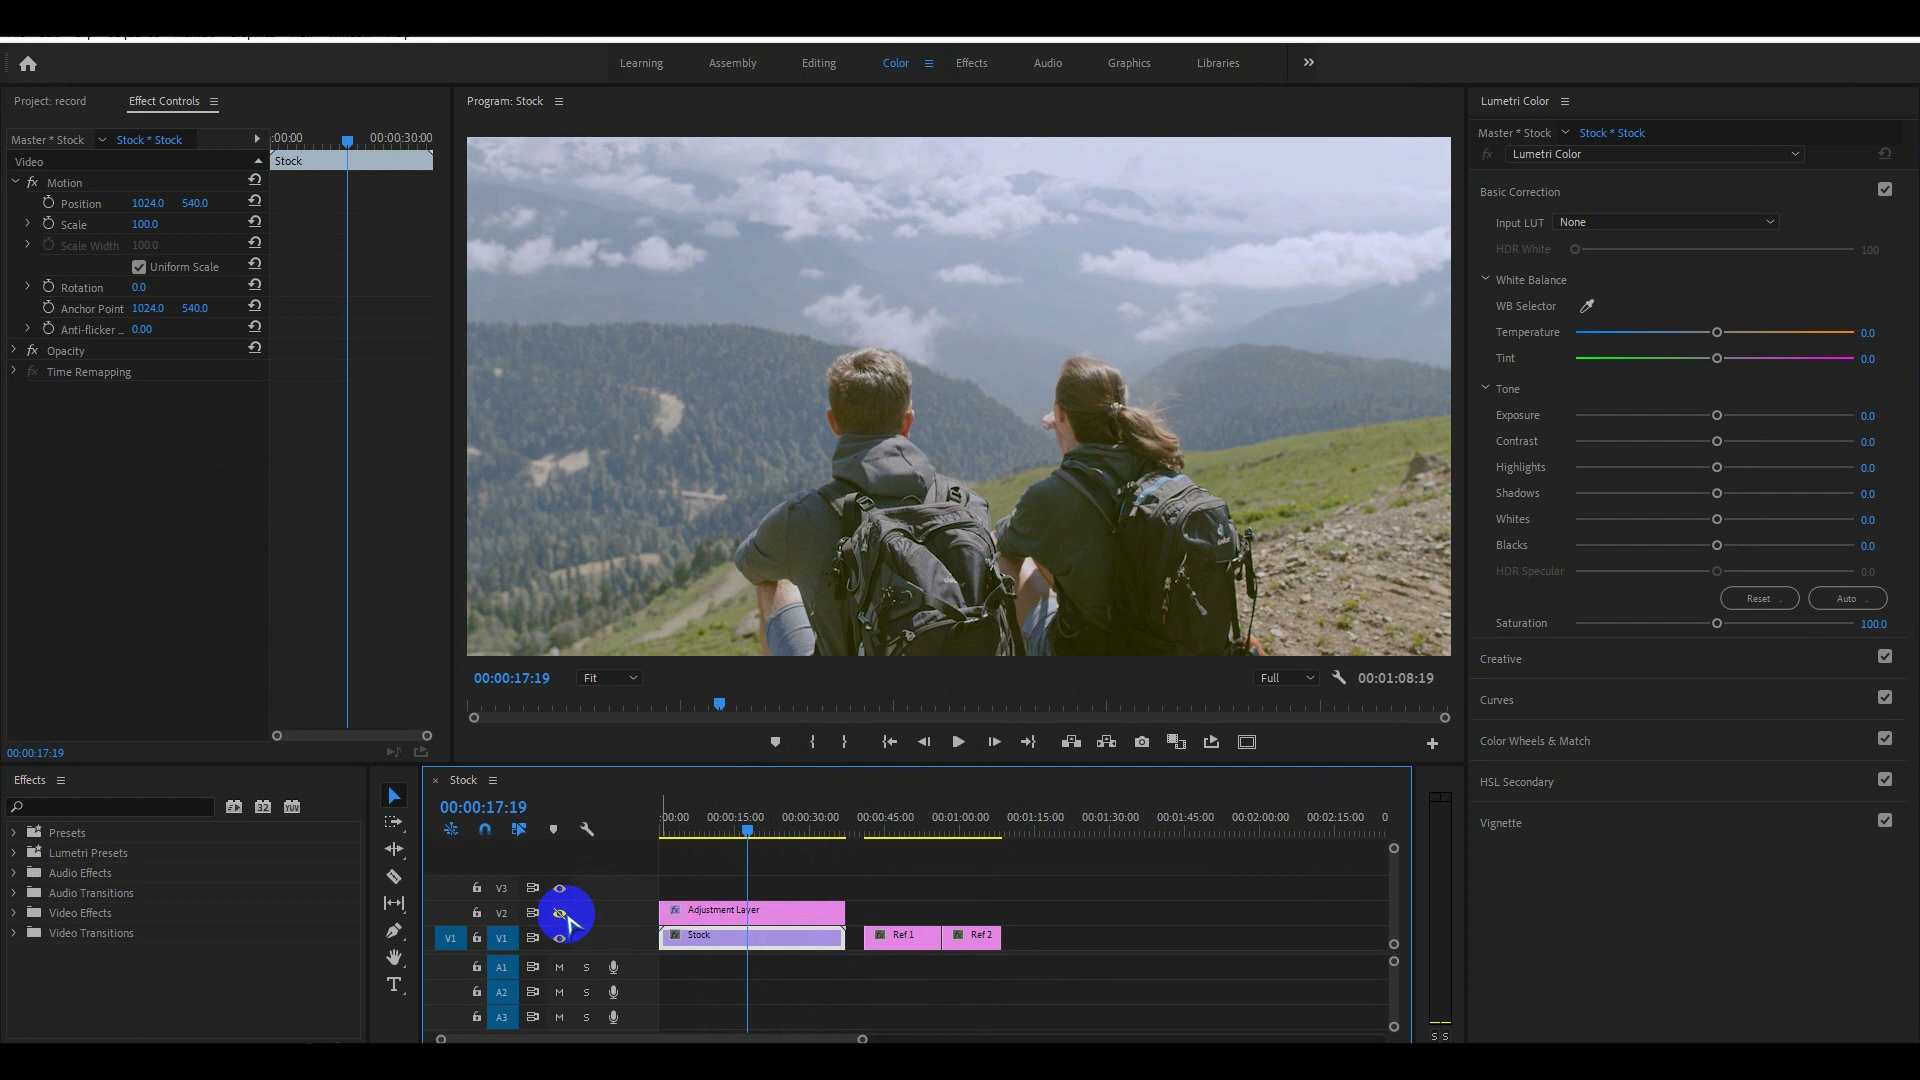 Learning
Assembly
Editing
Color
Effects
Audio
Graphics
Libraries
Project: record
Effect Controls
Program: Stock
Lumetri Color
Master * Stock
Stock * Stock
:00:00
00:00:30:00
Video
Stock
Motion
Position 1024.0 540.0
Scale 100.0
Scale Width 100.0
Uniform Scale
Rotation 0.0
Anchor Point 1024.0 540.0
Anti-flicker ... 0.00
Opacity
Time Remapping
00:00:17:19
Master * Stock
Stock * Stock
fx Lumetri Color
Basic Correction
Input LUT None
HDR White 100
White Balance
WB Selector
Temperature 0.0
Tint 0.0
Tone
Exposure 0.0
Contrast 0.0
Highlights 0.0
Shadows 0.0
Whites 0.0
Blacks 0.0
HDR Specular 0.0
Reset
Auto
Saturation 100.0
Creative
Curves
Color Wheels & Match
HSL Secondary
Vignette
00:00:17:19
Fit
Full
00:01:08:19
Effects
Presets
Lumetri Presets
Audio Effects
Audio Transitions
Video Effects
Video Transitions
× Stock
00:00:17:19
:00:00 00:00:15:00 00:00:30:00 00:00:45:00 00:01:00:00 00:01:15:00 00:01:30:00 00:01:45:00 00:02:00:00 00:02:15:00 0
V3
V2
Adjustment Layer
V1 V1
Stock
Ref 1
Ref 2
A1 M S
A2 M S
A3 M S
S S